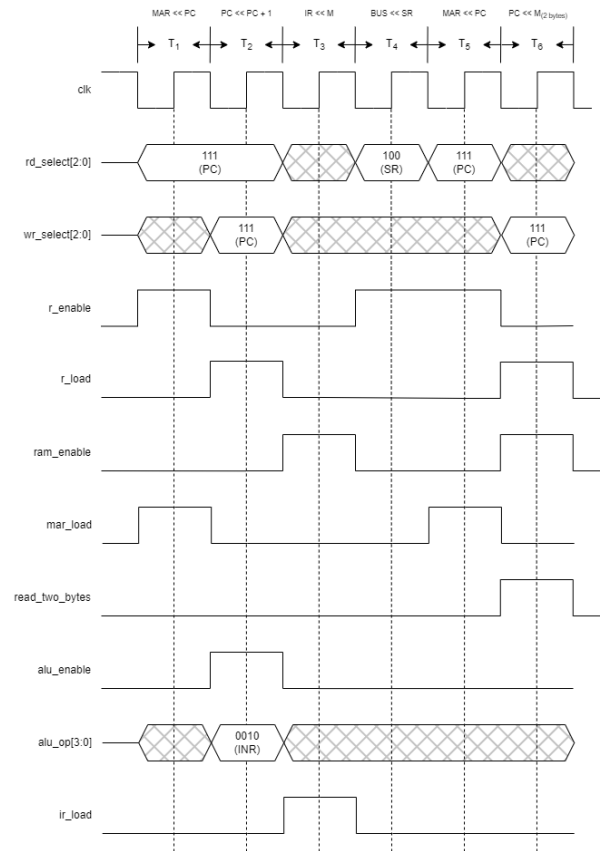 MAR << PC PC << PC + 1 IR << M BUS << SR MAR << PC PC << M(2 bytes)
T1 T2 T3 T4 T5 T6
clk
rd_select[2:0] 111 100 111
(PC) (SR) (PC)
wr_select[2:0] 111 111
(PC) (PC)
r_enable
r_load
ram_enable
mar_load
read_two_bytes
alu_enable
alu_op[3:0] 0010
(INR)
ir_load